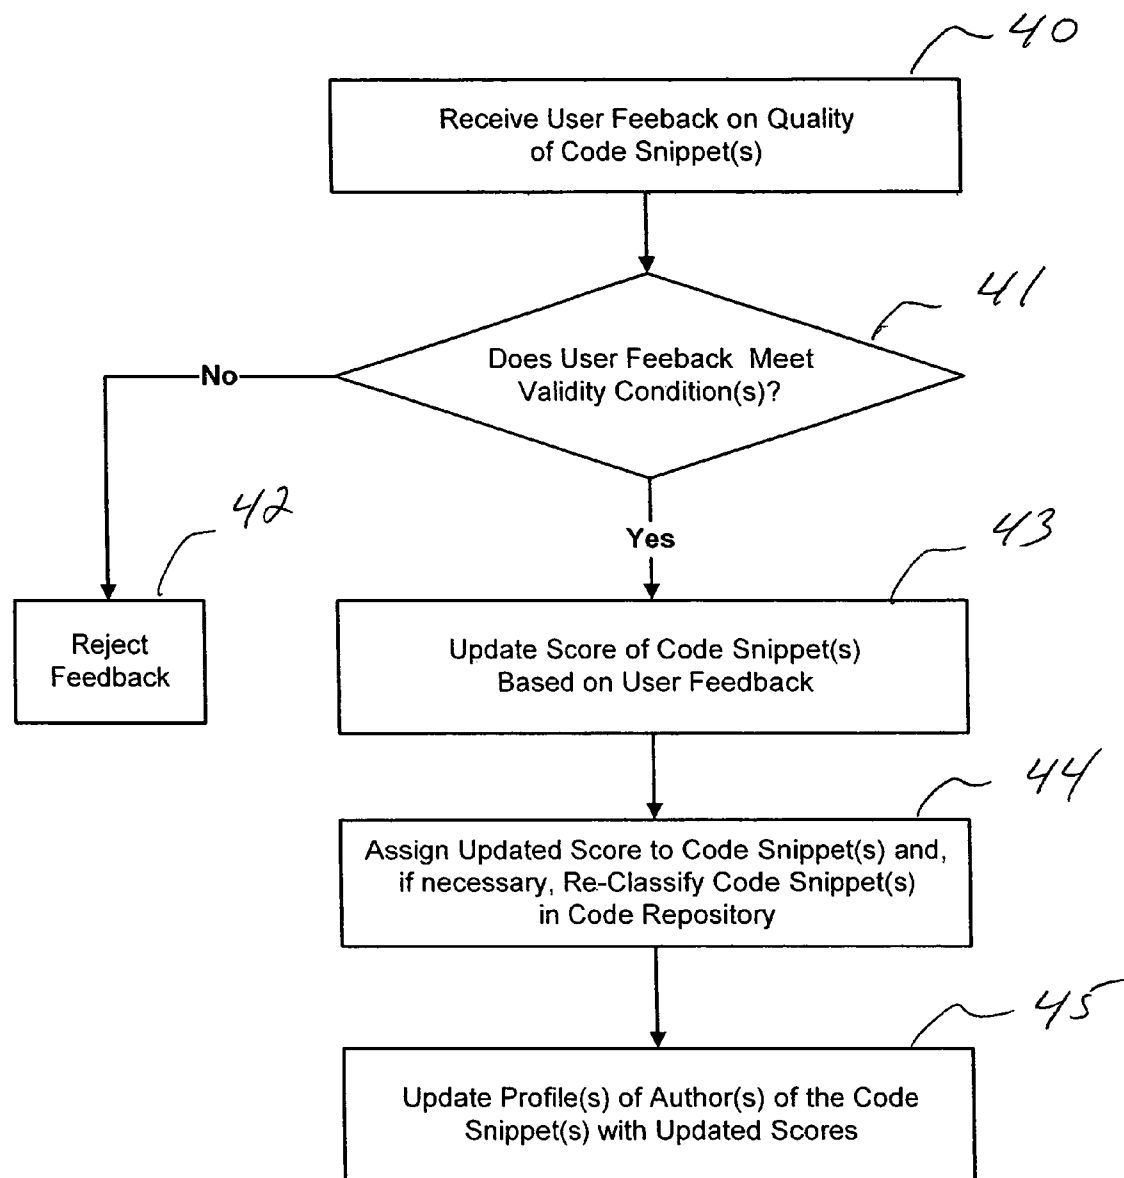 40
Receive User Feeback on Quality
of Code Snippet(s)
41
Does User Feeback Meet
Validity Condition(s)?
No
42
Yes
43
Reject
Feedback
Update Score of Code Snippet(s)
Based on User Feedback
44
Assign Updated Score to Code Snippet(s) and,
if necessary, Re-Classify Code Snippet(s)
in Code Repository
45
Update Profile(s) of Author(s) of the Code
Snippet(s) with Updated Scores